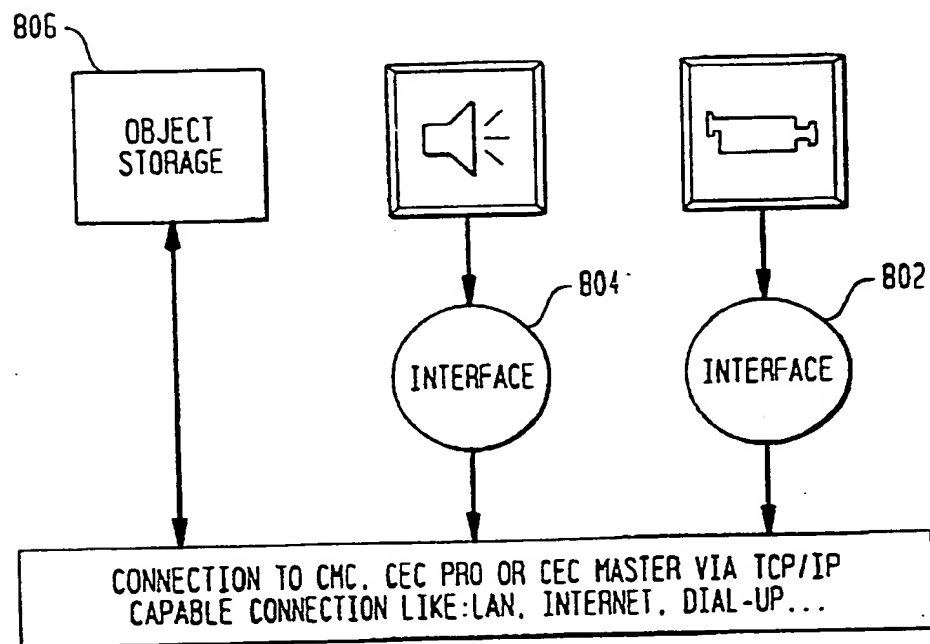 806
OBJECT
STORAGE
804
802
INTERFACE
INTERFACE
CONNECTION TO CMC. CEC PRO OR CEC MASTER VIA TCP/IP
CAPABLE CONNECTION LIKE:LAN. INTERNET. DIAL-UP...